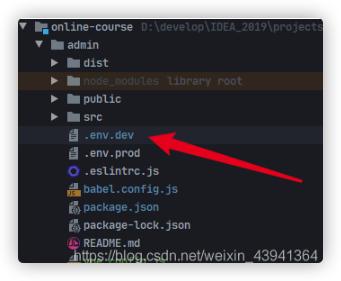 online-course D:\develop\IDEA_2019\projects
admin
dist
node_modules library root
public
src
.env.dev
.env.prod
.eslintrc.js
babel.config.js
package.json
package-lock.json
README.md
https://blog.csdn.net/weixin_43941364